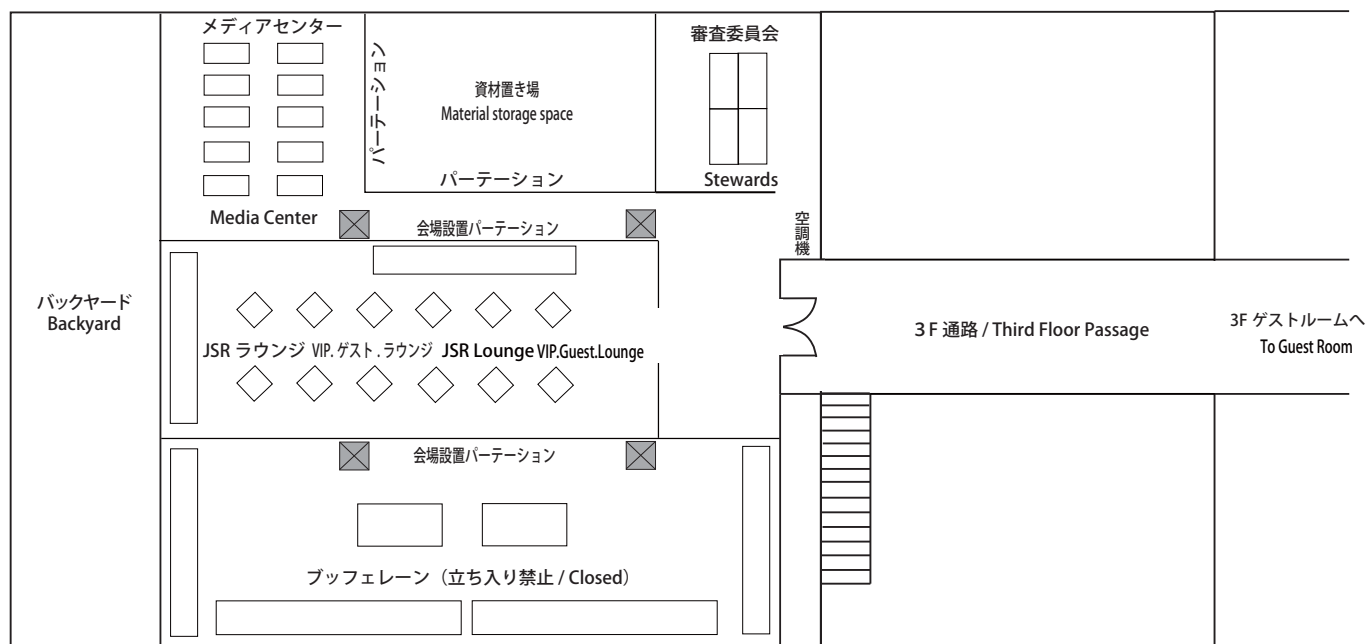 メディアセンター
審査委員会
パーテーション
資材置き場
Material storage space
パーテーション
Stewards
Media Center
会場設置パーテーション
空調機
バックヤード
Backyard
3F 通路 / Third Floor Passage
3F ゲストルームへ
To Guest Room
JSR ラウンジ VIP. ゲスト . ラウンジ JSR Lounge VIP.Guest.Lounge
会場設置パーテーション
ブッフェレーン（立ち入り禁止 / Closed）